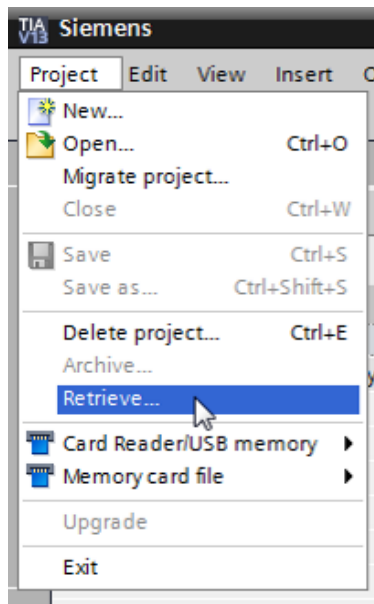 TIA V13 Siemens
Project Edit View Insert
New...
Open... Ctrl+O
Migrate project...
Close Ctrl+W
Save Ctrl+S
Save as... Ctrl+Shift+S
Delete project... Ctrl+E
Archive...
Retrieve...
Card Reader/USB memory
Memory card file
Upgrade
Exit